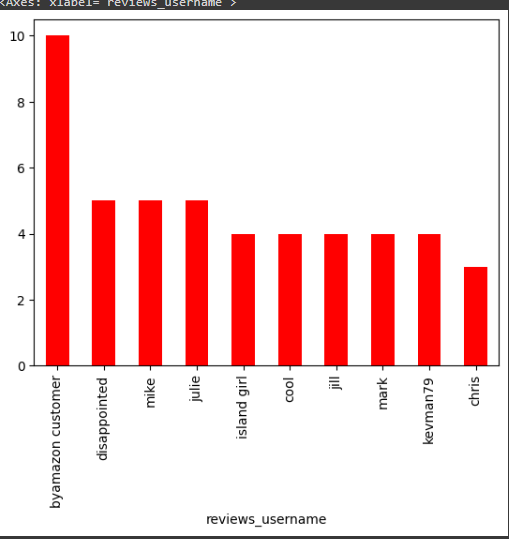 <Axes: xlabel='reviews_username'>
10
8
6
4
2
0
byamazon customer
disappointed
mike
julie
island girl
cool
jill
mark
kevman79
chris
reviews_username